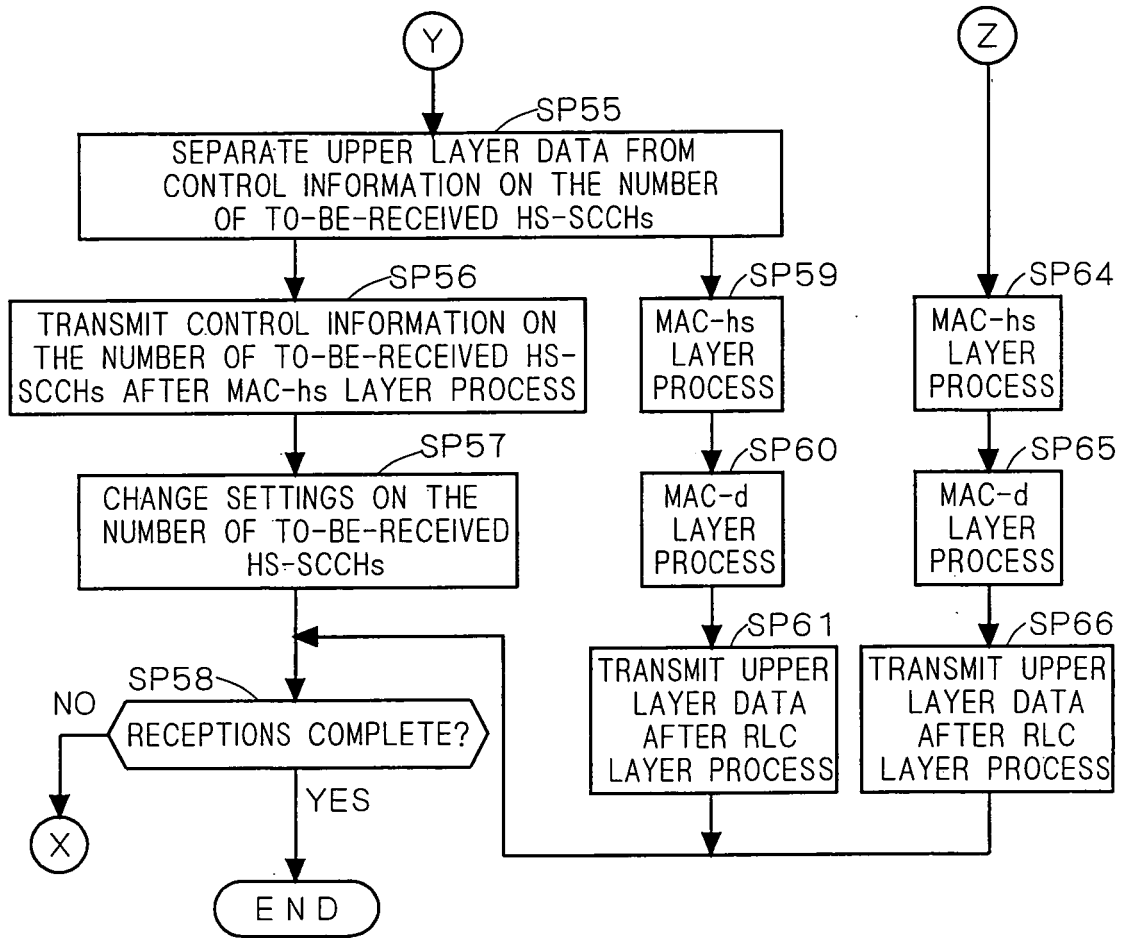 Y
Z
SP55
SEPARATE UPPER LAYER DATA FROM
CONTROL INFORMATION ON THE NUMBER
OF TO-BE-RECEIVED HS-SCCHs
SP56
TRANSMIT CONTROL INFORMATION ON
THE NUMBER OF TO-BE-RECEIVED HS-
SCCHs AFTER MAC-hs LAYER PROCESS
SP59
MAC-hs
LAYER
PROCESS
SP64
MAC-hs
LAYER
PROCESS
SP57
CHANGE SETTINGS ON THE
NUMBER OF TO-BE-RECEIVED
HS-SCCHs
SP60
MAC-d
LAYER
PROCESS
SP65
MAC-d
LAYER
PROCESS
SP61
TRANSMIT UPPER
LAYER DATA
AFTER RLC
LAYER PROCESS
SP66
TRANSMIT UPPER
LAYER DATA
AFTER RLC
LAYER PROCESS
SP58
NO
RECEPTIONS COMPLETE?
YES
X
END